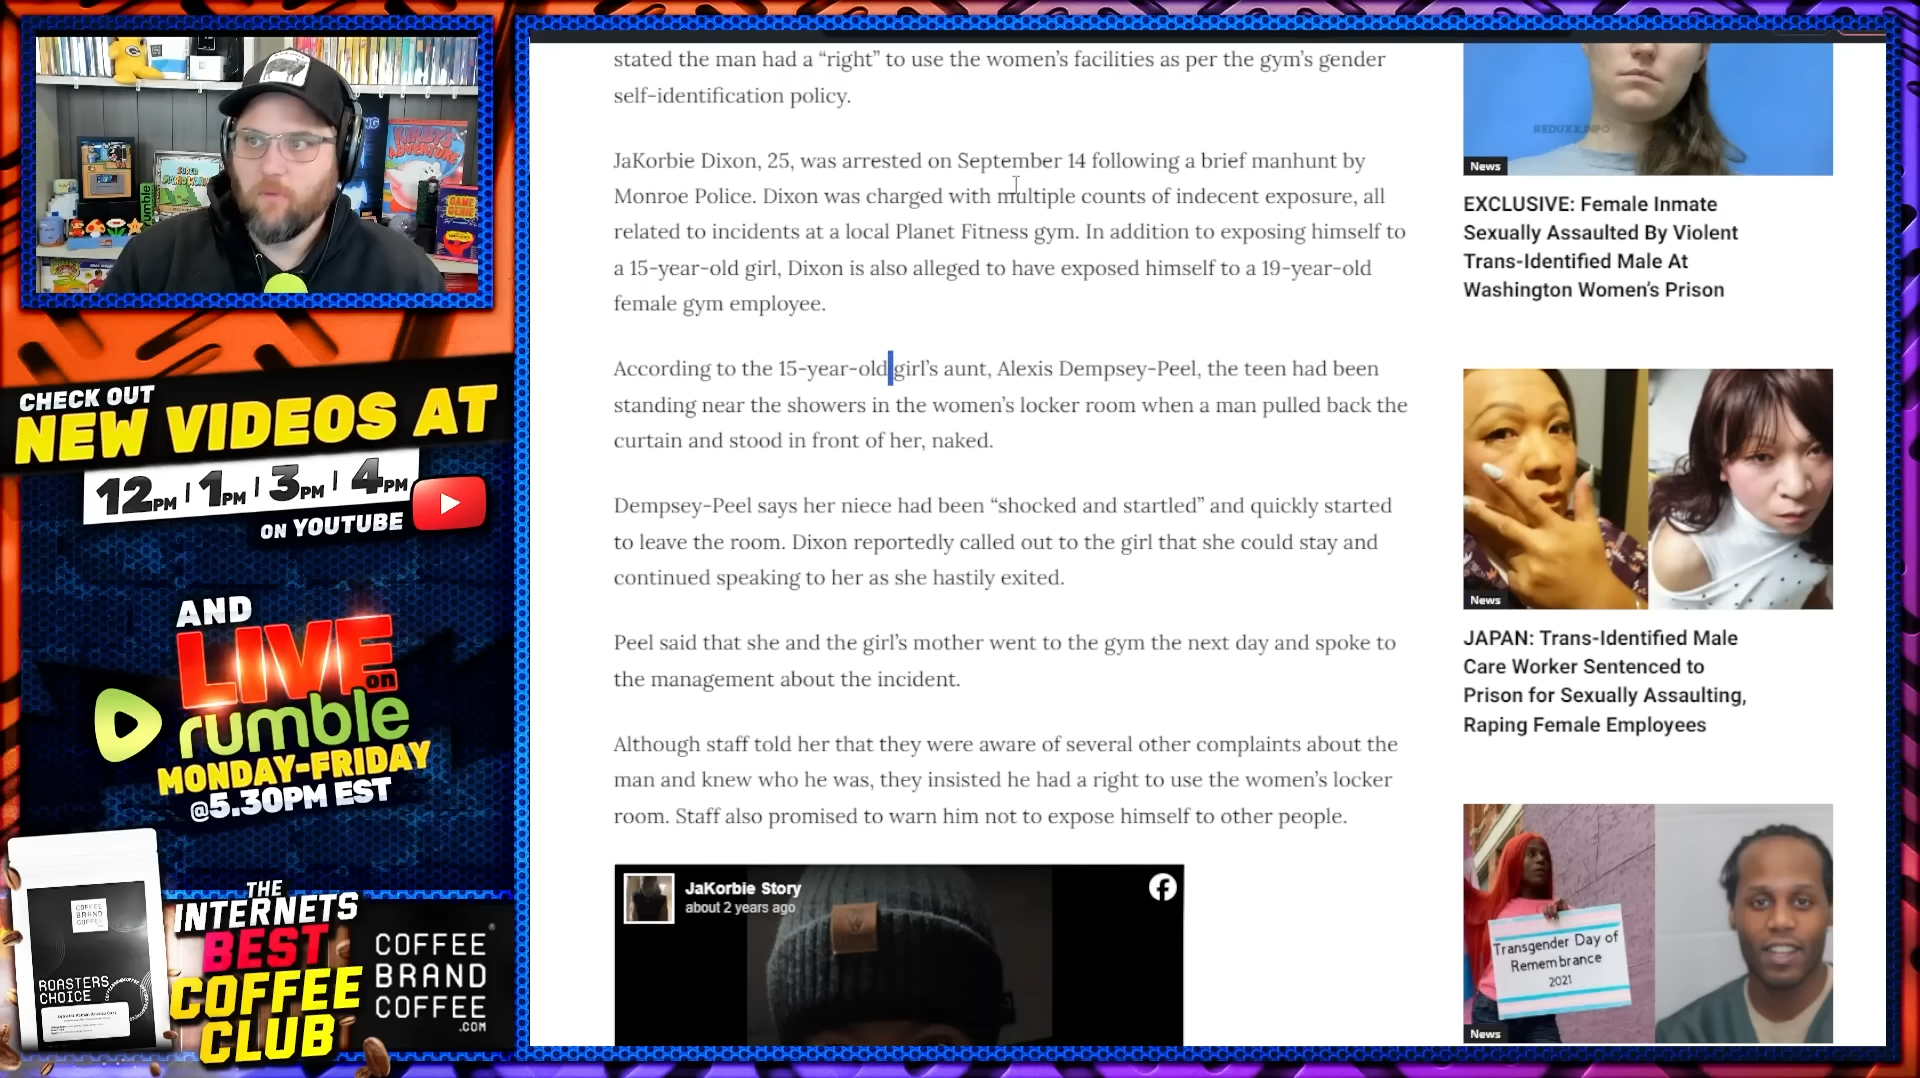 CHECK OUT
NEW VIDEOS AT
12PM | 1PM | 3PM | 4PM
ON YOUTUBE
AND
LIVE
on
rumble
MONDAY-FRIDAY
@5.30PM EST
COFFEE
BRAND
COFFEE
ROASTERS
CHOICE
THE
INTERNETS
BEST
COFFEE
CLUB
COFFEE
BRAND
COFFEE
.COM
KIRBY'S
ADVENTURE
GAME
GENIE
rumble
stated the man had a “right” to use the women’s facilities as per the gym’s gender
self-identification policy.
JaKorbie Dixon, 25, was arrested on September 14 following a brief manhunt by
Monroe Police. Dixon was charged with multiple counts of indecent exposure, all
related to incidents at a local Planet Fitness gym. In addition to exposing himself to
a 15-year-old girl, Dixon is also alleged to have exposed himself to a 19-year-old
female gym employee.
According to the 15-year-old girl’s aunt, Alexis Dempsey-Peel, the teen had been
standing near the showers in the women’s locker room when a man pulled back the
curtain and stood in front of her, naked.
Dempsey-Peel says her niece had been “shocked and startled” and quickly started
to leave the room. Dixon reportedly called out to the girl that she could stay and
continued speaking to her as she hastily exited.
Peel said that she and the girl’s mother went to the gym the next day and spoke to
the management about the incident.
Although staff told her that they were aware of several other complaints about the
man and knew who he was, they insisted he had a right to use the women’s locker
room. Staff also promised to warn him not to expose himself to other people.
JaKorbie Story
about 2 years ago
REDUXX.INFO
News
EXCLUSIVE: Female Inmate
Sexually Assaulted By Violent
Trans-Identified Male At
Washington Women’s Prison
News
JAPAN: Trans-Identified Male
Care Worker Sentenced to
Prison for Sexually Assaulting,
Raping Female Employees
Transgender Day of
Remembrance
2021
News